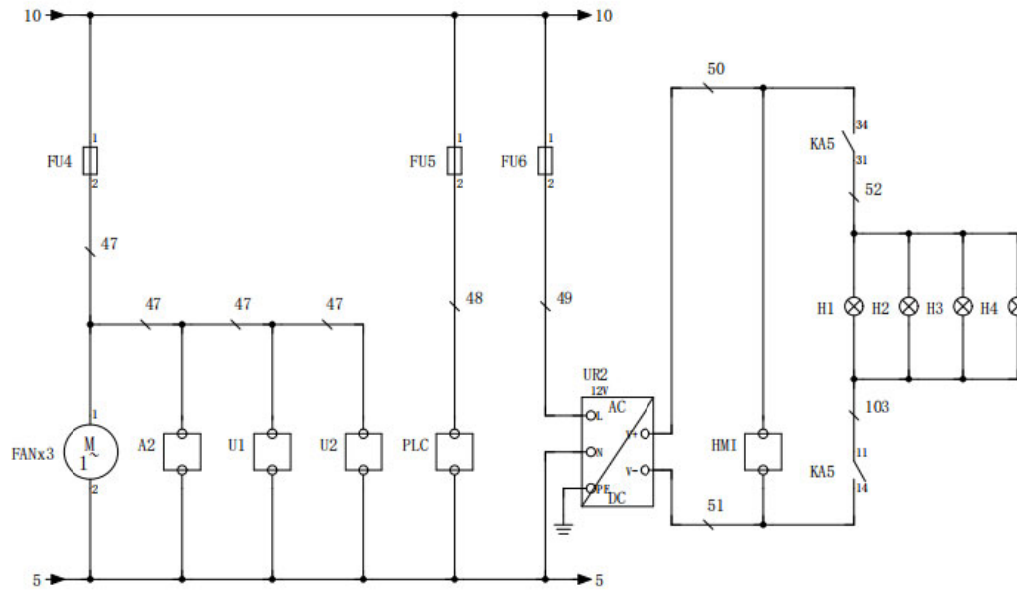 10
10
50
34
KA5
31
1
FU4
2
1
FU5
2
1
FU6
2
52
47
47
47
47
48
49
H1
H2
H3
H4
UR2
12V
AC
L
V+
N
V-
PE
DC
103
1
M
1~
FAN×3
2
A2
U1
U2
PLC
HMI
11
KA5
14
51
5
5